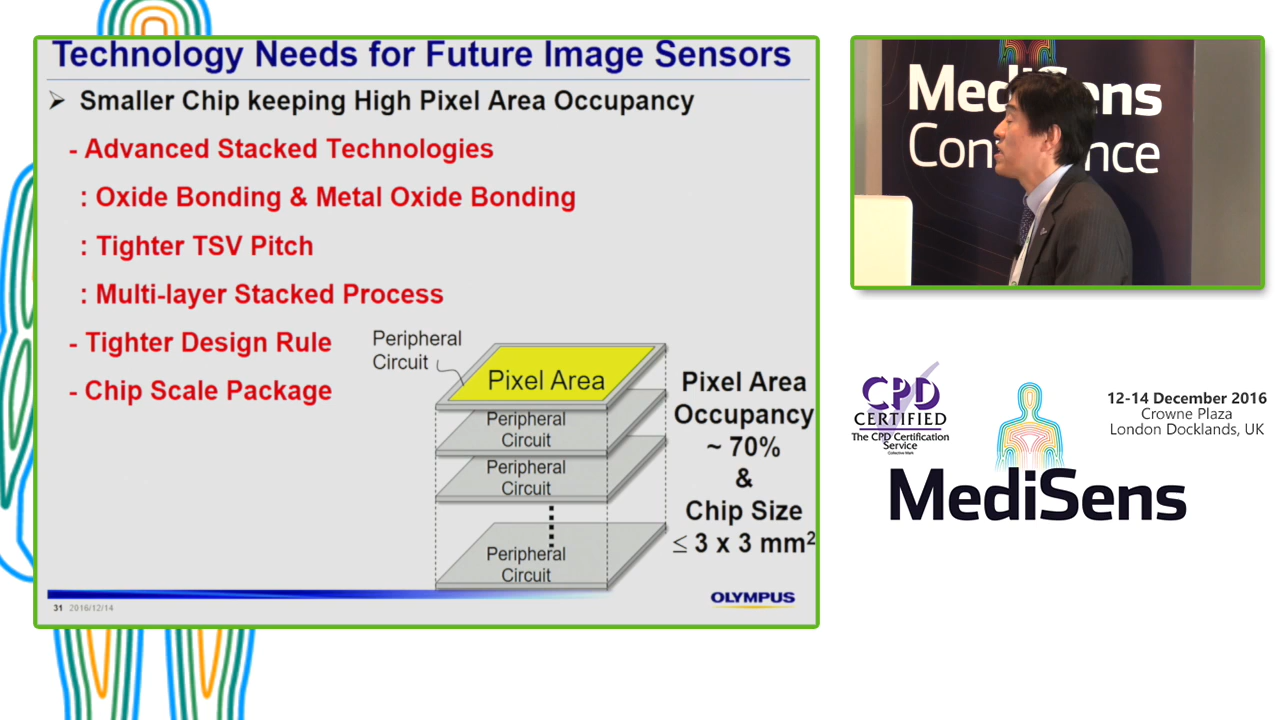 Technology Needs for Future Image Sensors
➢ Smaller Chip keeping High Pixel Area Occupancy
- Advanced Stacked Technologies
: Oxide Bonding & Metal Oxide Bonding
: Tighter TSV Pitch
: Multi-layer Stacked Process
- Tighter Design Rule
- Chip Scale Package
Peripheral
Circuit
Pixel Area
Peripheral
Circuit
Peripheral
Circuit
Peripheral
Circuit
Pixel Area
Occupancy
~ 70%
&
Chip Size
≤ 3 x 3 mm²
31 2016/12/14
OLYMPUS
MediSens
Conference
CPD
CERTIFIED
The CPD Certification
Service
Collective Mark
12-14 December 2016
Crowne Plaza
London Docklands, UK
MediSens